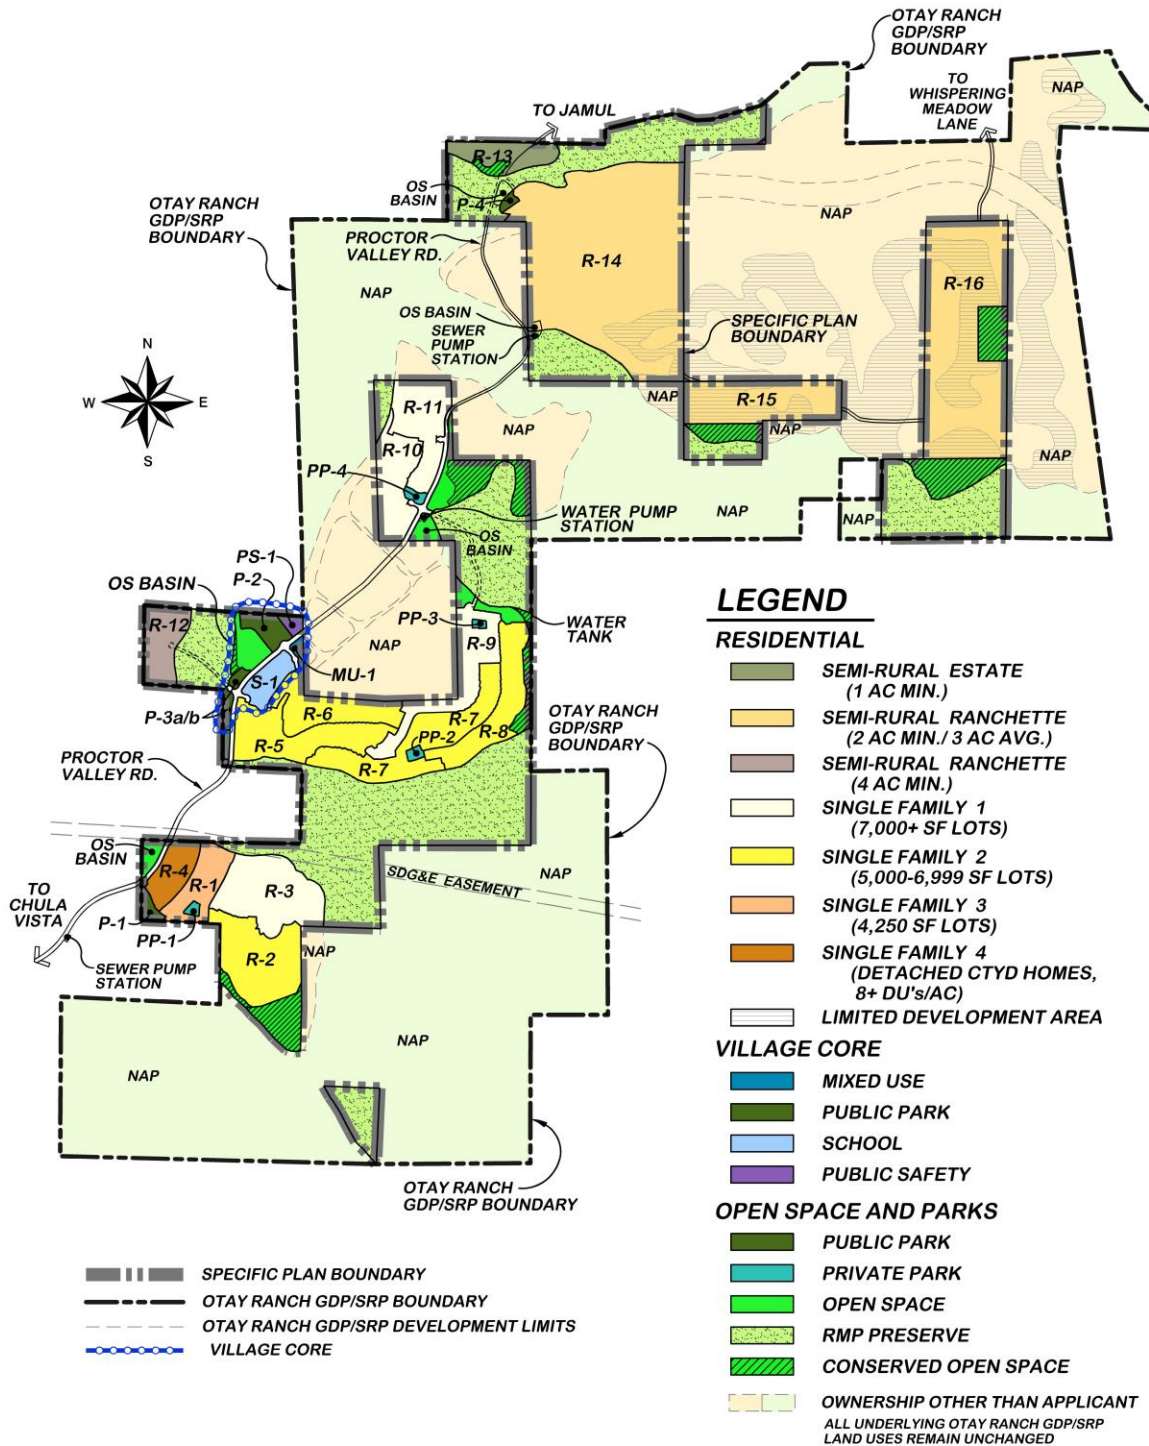 OTAY RANCH
GDP/SRP
BOUNDARY
TO
WHISPERING
MEADOW
LANE
NAP
TO JAMUL
R-13
OS
BASIN
P-4
OTAY RANCH
GDP/SRP
BOUNDARY
PROCTOR
VALLEY RD.
NAP
R-14
NAP
R-16
NAP
OS BASIN
SEWER
PUMP
STATION
SPECIFIC PLAN
BOUNDARY
N
W
E
S
R-11
NAP
R-15
NAP
NAP
R-10
NAP
PP-4
WATER PUMP
STATION
NAP
NAP
OS
BASIN
PS-1
P-2
OS BASIN
R-12
PP-3
R-9
WATER
TANK
NAP
MU-1
S-1
P-3a/b
R-6
R-7
R-8
PP-2
R-5
R-7
OTAY RANCH
GDP/SRP
BOUNDARY
PROCTOR
VALLEY RD.
OS
BASIN
R-4
R-1
R-3
SDG&E EASEMENT
NAP
TO
CHULA
VISTA
P-1
PP-1
SEWER PUMP
STATION
R-2
NAP
NAP
NAP
OTAY RANCH
GDP/SRP BOUNDARY
SPECIFIC PLAN BOUNDARY
OTAY RANCH GDP/SRP BOUNDARY
OTAY RANCH GDP/SRP DEVELOPMENT LIMITS
VILLAGE CORE
LEGEND
RESIDENTIAL
SEMI-RURAL ESTATE
(1 AC MIN.)
SEMI-RURAL RANCHETTE
(2 AC MIN./ 3 AC AVG.)
SEMI-RURAL RANCHETTE
(4 AC MIN.)
SINGLE FAMILY 1
(7,000+ SF LOTS)
SINGLE FAMILY 2
(5,000-6,999 SF LOTS)
SINGLE FAMILY 3
(4,250 SF LOTS)
SINGLE FAMILY 4
(DETACHED CTYD HOMES,
8+ DU's/AC)
LIMITED DEVELOPMENT AREA
VILLAGE CORE
MIXED USE
PUBLIC PARK
SCHOOL
PUBLIC SAFETY
OPEN SPACE AND PARKS
PUBLIC PARK
PRIVATE PARK
OPEN SPACE
RMP PRESERVE
CONSERVED OPEN SPACE
OWNERSHIP OTHER THAN APPLICANT
ALL UNDERLYING OTAY RANCH GDP/SRP
LAND USES REMAIN UNCHANGED